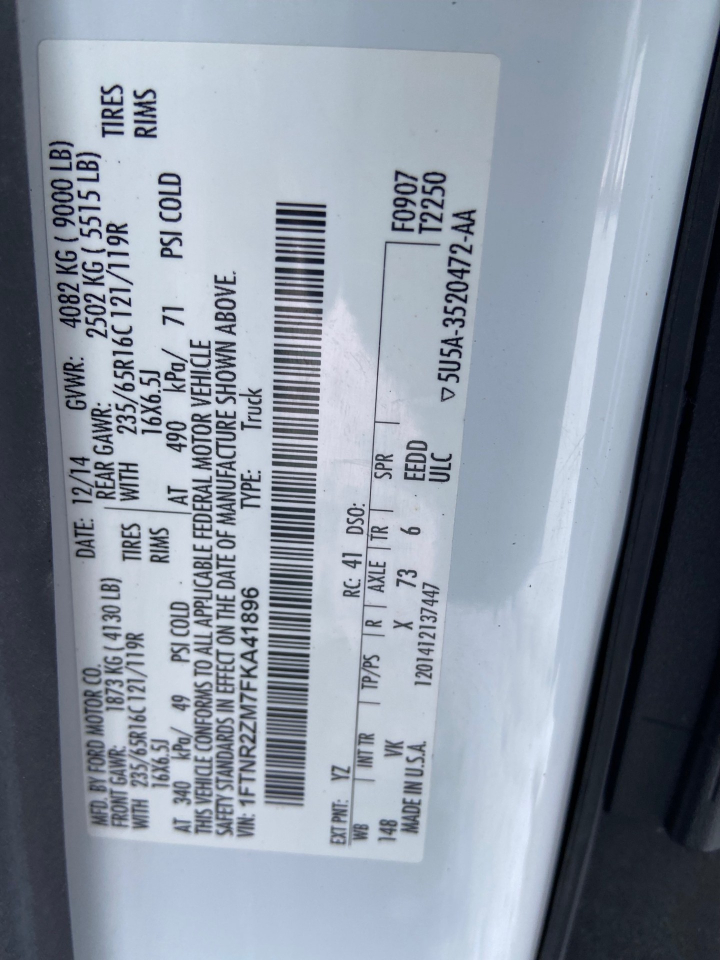 MFD. BY FORD MOTOR CO. DATE: 12/14 GVWR: 4082 KG ( 9000 LB)
FRONT GAWR: 1873 KG ( 4130 LB) REAR GAWR: 2502 KG ( 5515 LB)
WITH 235/65R16C 121/119R TIRES WITH 235/65R16C 121/119R TIRES
16X6.5J RIMS 16X6.5J RIMS
AT 340 kPa/ 49 PSI COLD AT 490 kPa/ 71 PSI COLD
THIS VEHICLE CONFORMS TO ALL APPLICABLE FEDERAL MOTOR VEHICLE
SAFETY STANDARDS IN EFFECT ON THE DATE OF MANUFACTURE SHOWN ABOVE.
VIN: 1FTNR2ZM7FKA41896 TYPE: Truck
EXT PNT: YZ RC: 41 DSO:
WB INT TR TP/PS R AXLE TR SPR F0907
148 VK X 73 6 EEDD T2250
MADE IN U.S.A. 1201412137447 ULC
▽5U5A-3520472-AA